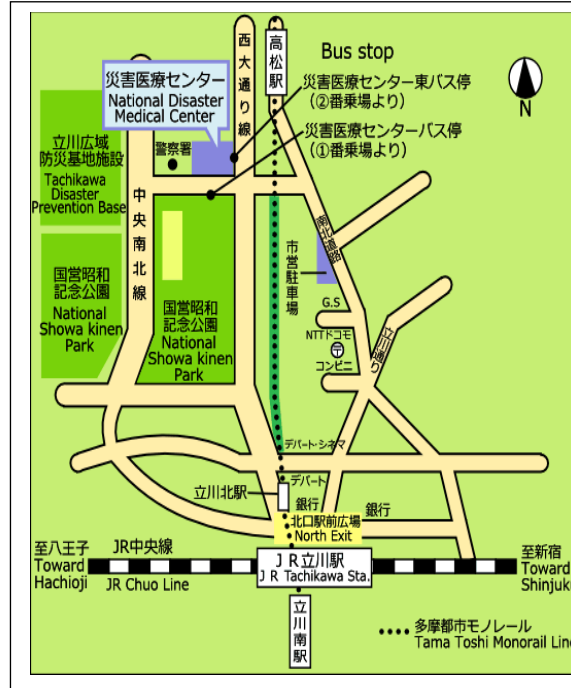 西大通り線
高松駅
Bus stop
災害医療センター
National Disaster
Medical Center
災害医療センター東バス停
(②番乗場より)
災害医療センターバス停
(①番乗場より)
N
警察署
立川広域
防災基地施設
Tachikawa
Disaster
Prevention Base
中央南北線
南北道路
市営駐車場
国営昭和
記念公園
National
Showa kinen
Park
国営昭和
記念公園
National
Showa kinen
Park
G.S
NTTドコモ
〒
コンビニ
立川通り
デパート・シネマ
デパート
立川北駅
銀行
銀行
北口駅前広場
North Exit
至八王子
Toward
Hachioji
JR中央線
JR Chuo Line
JR立川駅
JR Tachikawa Sta.
至新宿
Toward
Shinjuku
立川南駅
多摩都市モノレール
Tama Toshi Monorail Line